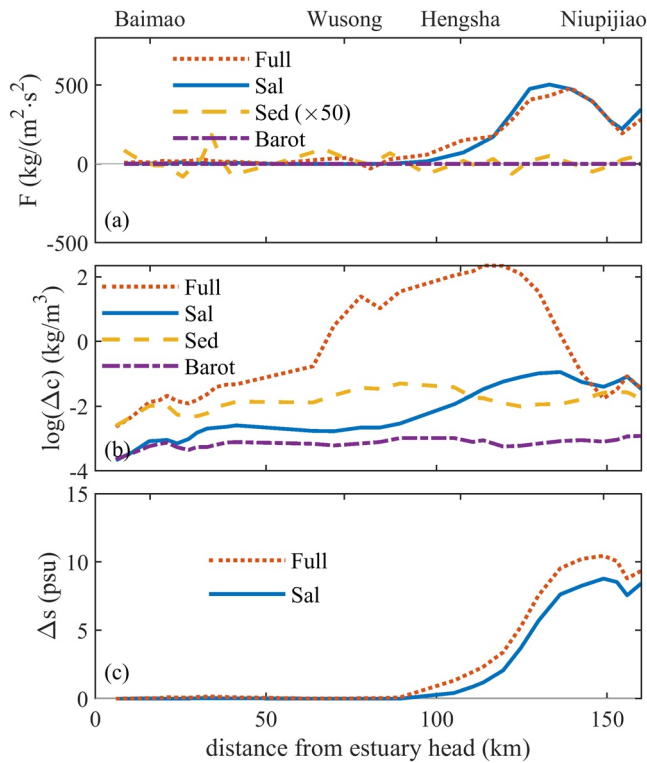 Baimao Wusong Hengsha Niupijiao
Full
Sal
Sed (×50)
Barot
500
0
-500
F (kg/(m²·s²)
(a)
Full
Sal
Sed
Barot
2
0
-2
-4
log(Δc) (kg/m³)
(b)
Full
Sal
15
10
5
0
Δs (psu)
(c)
0 50 100 150
distance from estuary head (km)